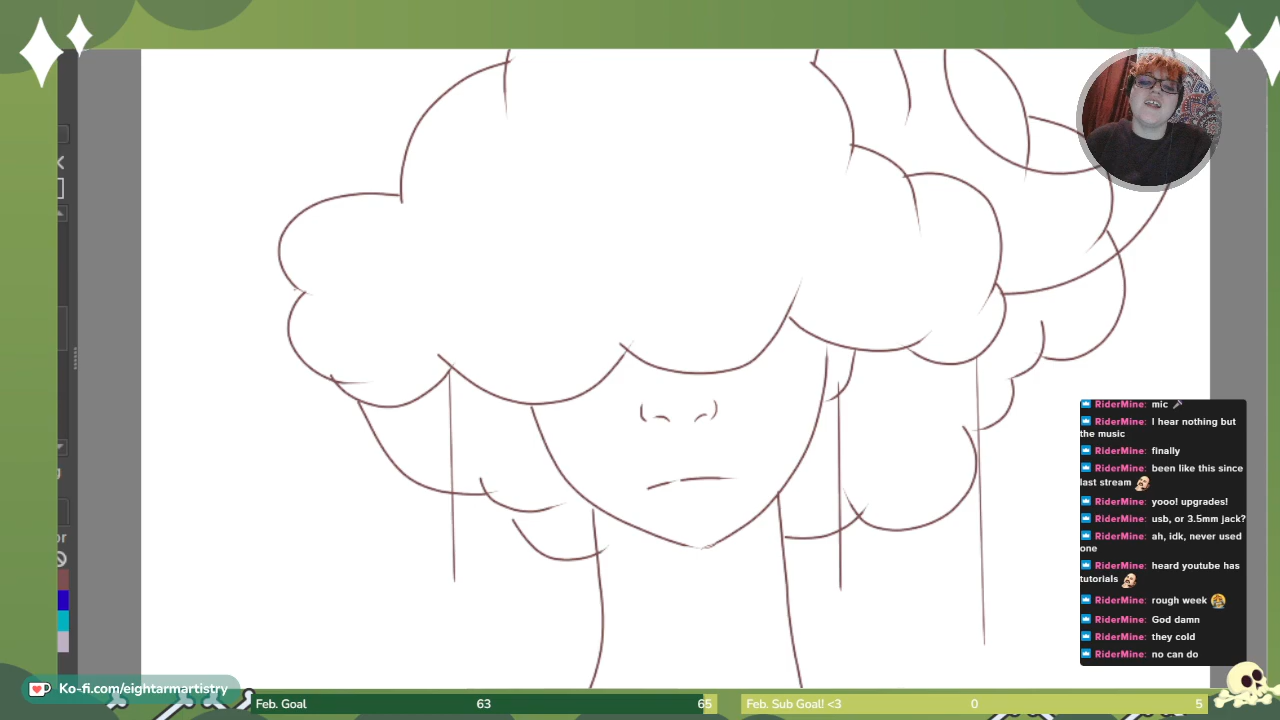 RiderMine: mic
RiderMine: I hear nothing but
the music
RiderMine: finally
RiderMine: been like this since
last stream
RiderMine: yooo! upgrades!
RiderMine: usb, or 3.5mm jack?
RiderMine: ah, idk, never used
one
RiderMine: heard youtube has
tutorials
RiderMine: rough week
RiderMine: God damn
RiderMine: they cold
RiderMine: no can do
or
Ko-fi.com/eightarmartistry
Feb. Goal 63 65
Feb. Sub Goal! <3 0 5